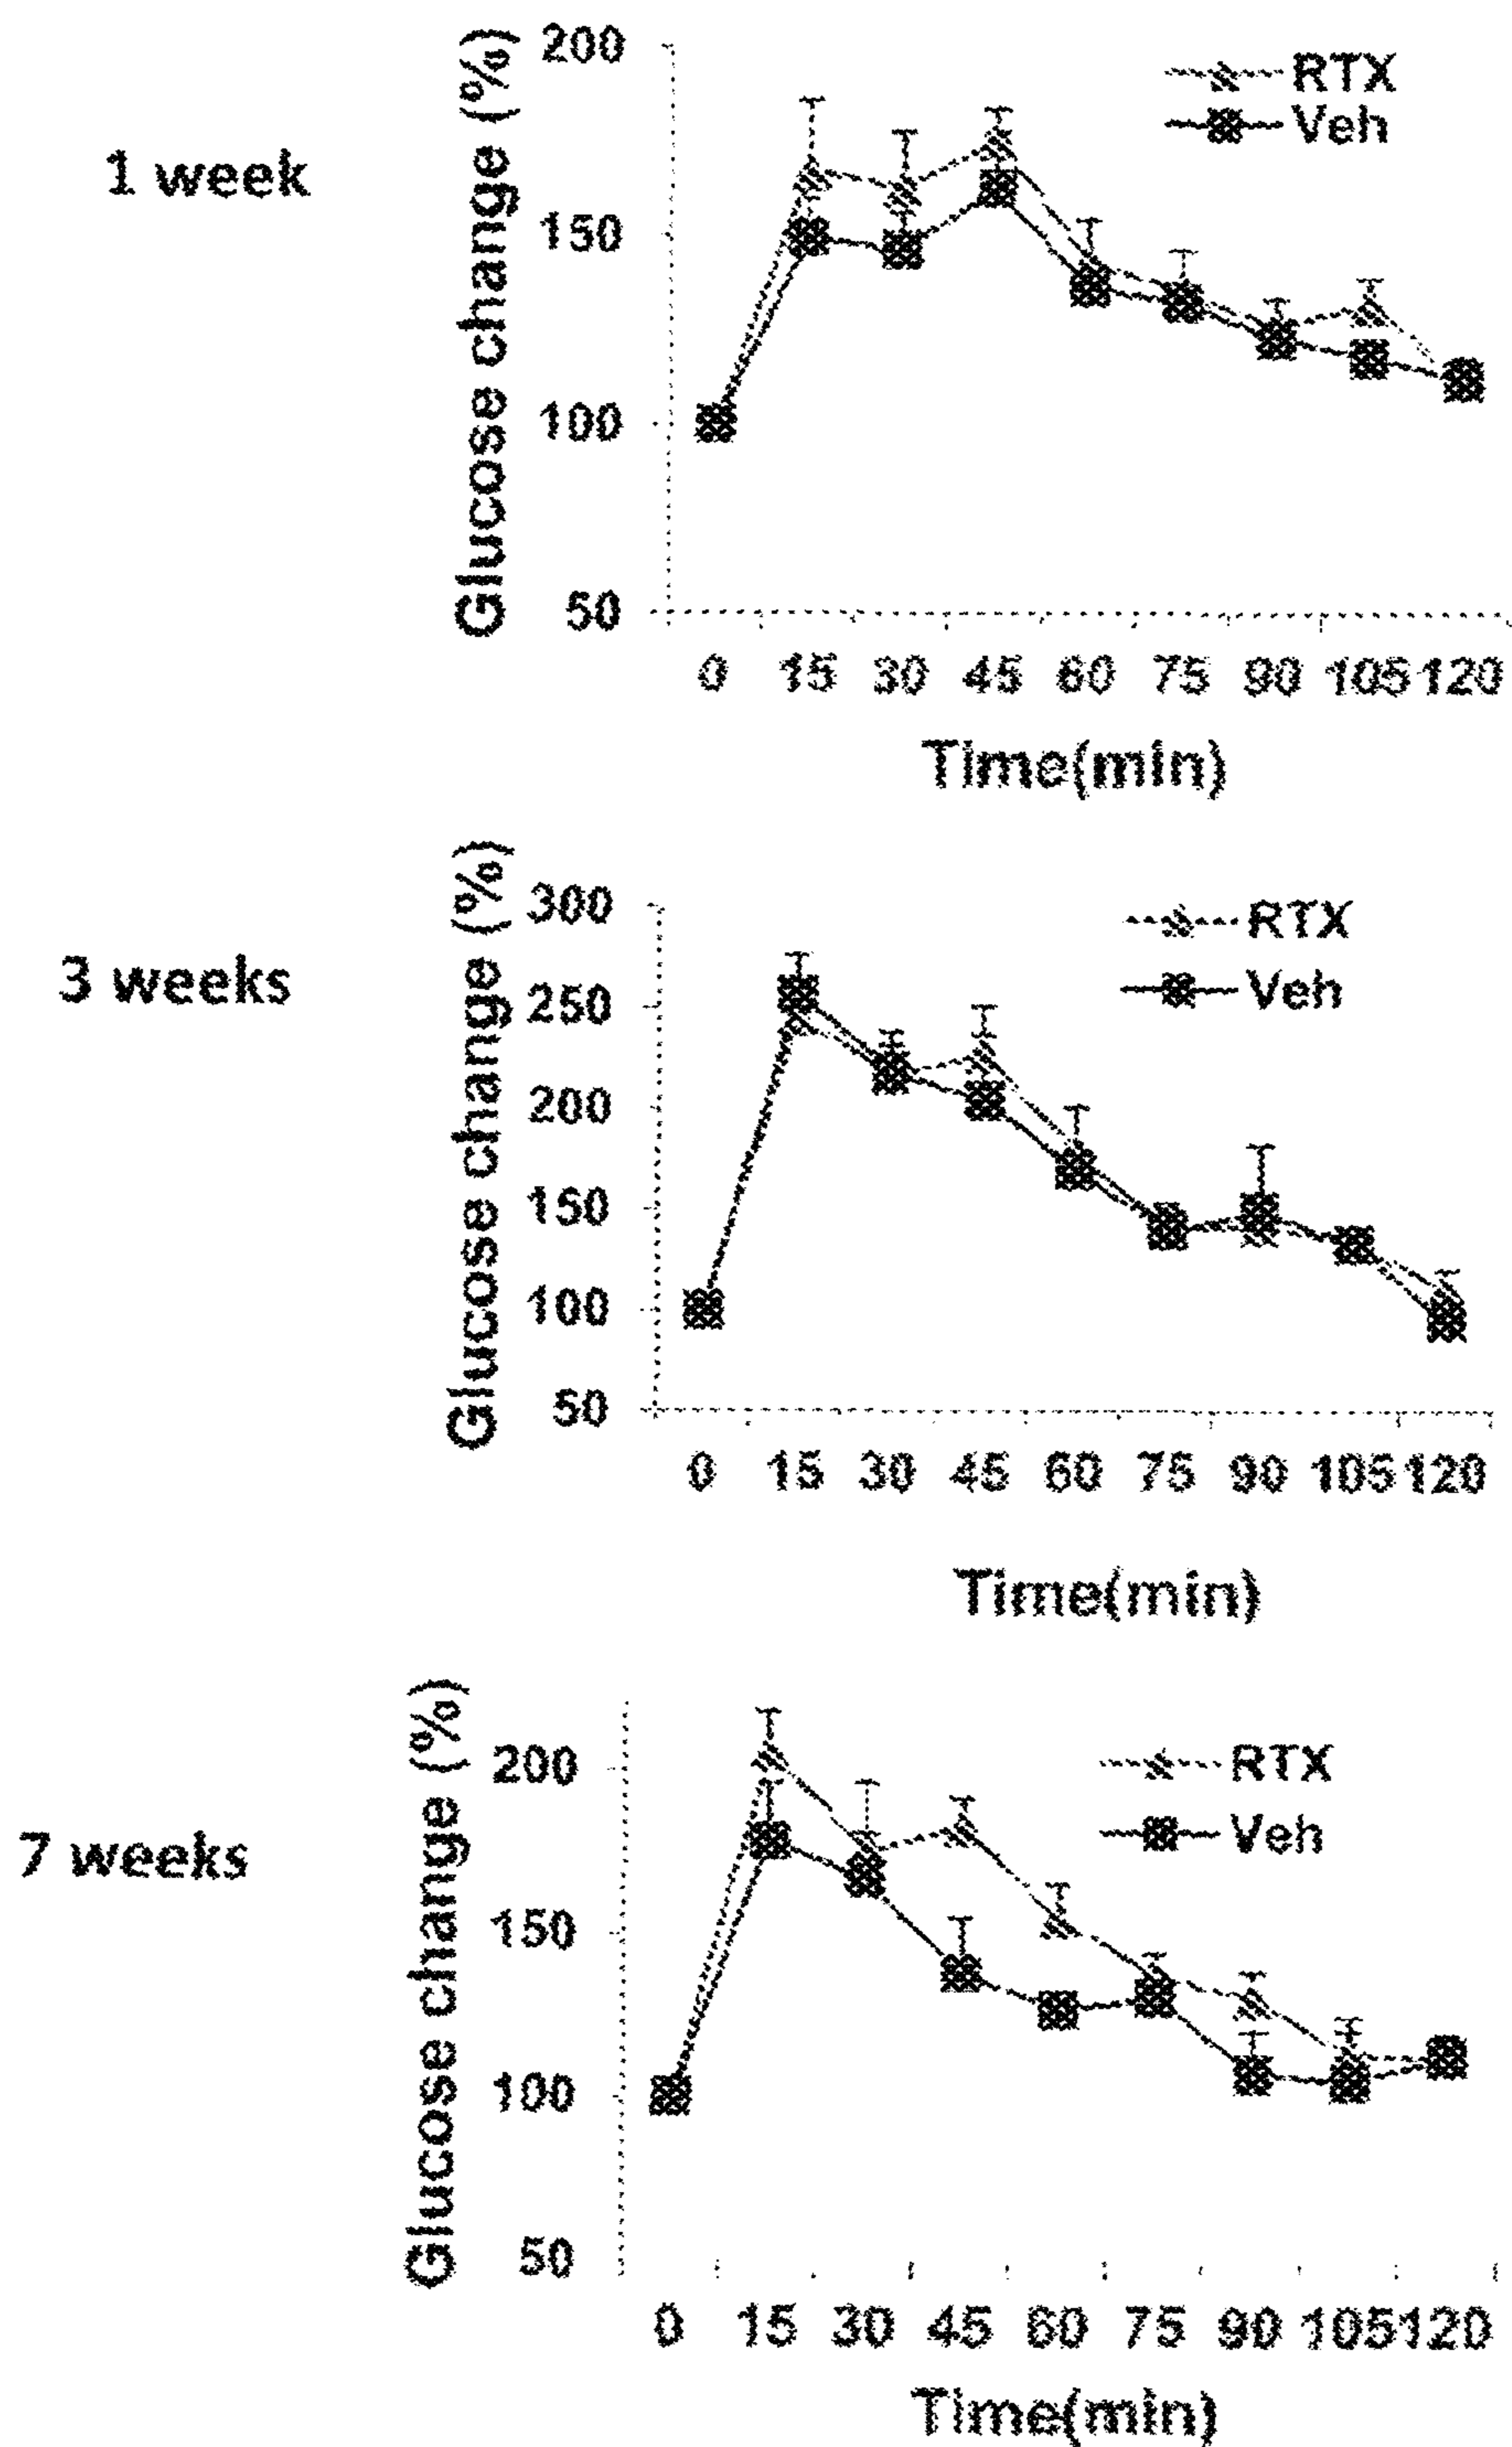 1 week
Glucose change (%)
200
150
100
50
RTX
Veh
0 15 30 45 60 75 90 105 120
Time(min)
3 weeks
Glucose change (%)
300
250
200
150
100
50
RTX
Veh
0 15 30 45 60 75 90 105 120
Time(min)
7 weeks
Glucose change (%)
200
150
100
50
RTX
Veh
0 15 30 45 60 75 90 105 120
Time(min)